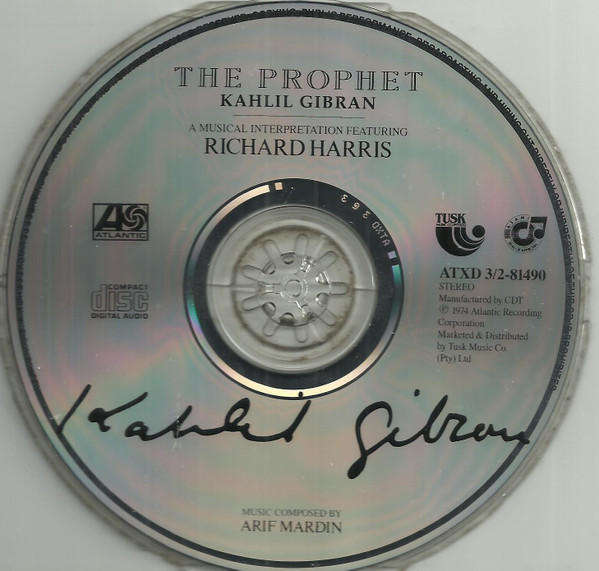 THE PROPHET
KAHLIL GIBRAN
A MUSICAL INTERPRETATION FEATURING
RICHARD HARRIS
ATLANTIC
TUSK
ATXD 3/2-81490
STEREO
Manufactured by CDT
℗ 1974 Atlantic Recording
Corporation
Marketed & Distributed
by Tusk Music Co.
(Pty) Ltd
COMPACT
disc
DIGITAL AUDIO
ATXD 363
Kahlil Gibran
MUSIC COMPOSED BY
ARIF MARDIN